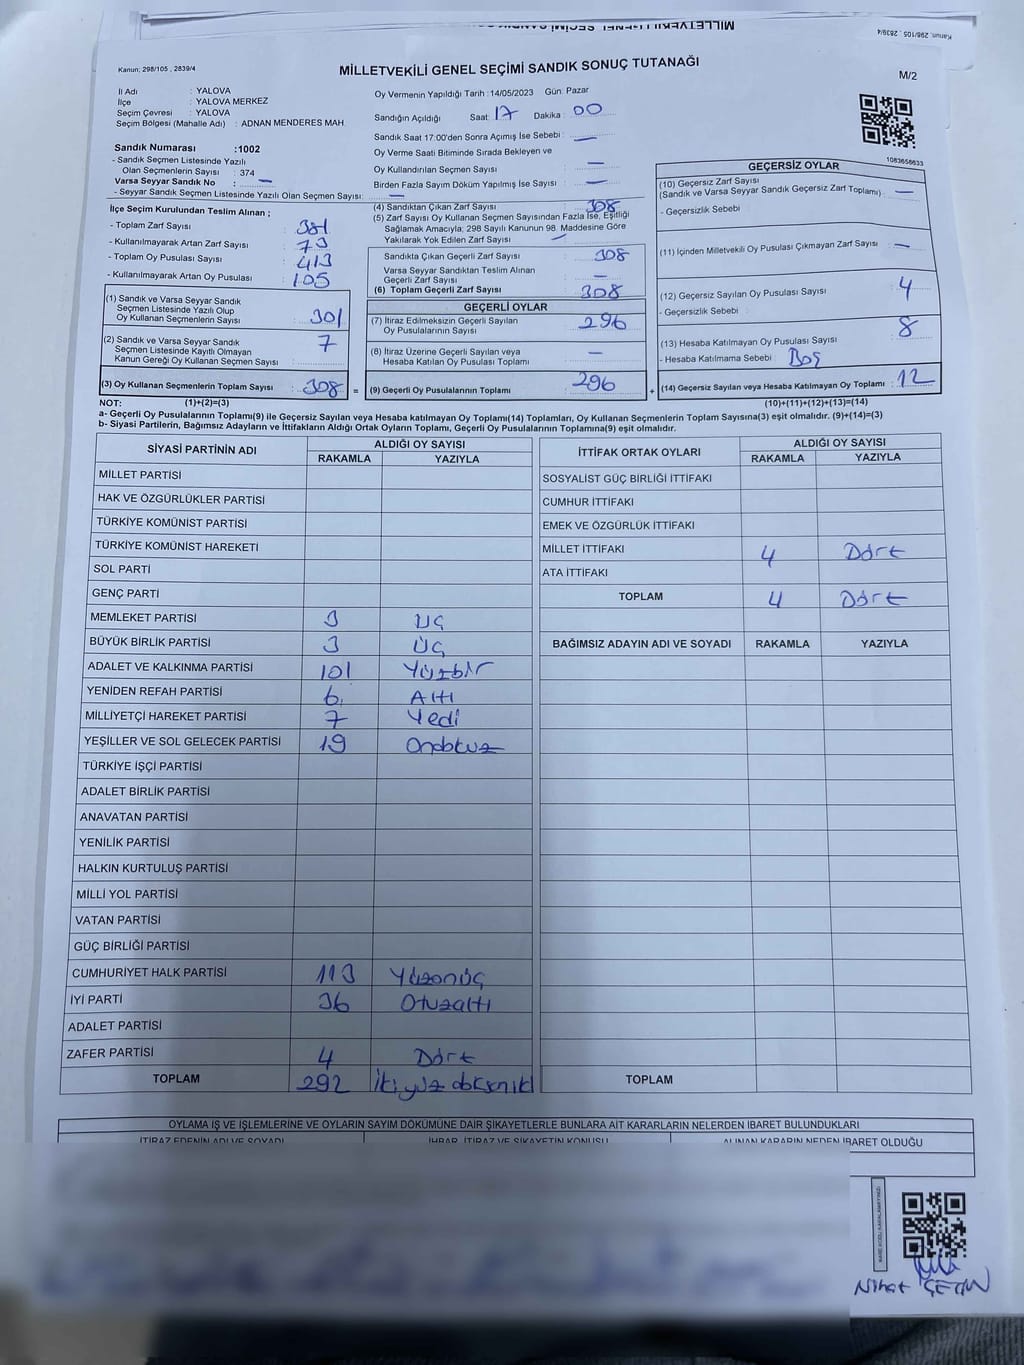 Kanun; 298/105 , 2839/4
MİLLETVEKİLİ GENEL SEÇİMİ SANDIK SONUÇ TUTANAĞI
M/2
İl Adı : YALOVA
İlçe : YALOVA MERKEZ
Seçim Çevresi : YALOVA
Seçim Bölgesi (Mahalle Adı) : ADNAN MENDERES MAH.
Sandık Numarası :1002
- Sandık Seçmen Listesinde Yazılı
Olan Seçmenlerin Sayısı : 374
Varsa Seyyar Sandık No : —
- Seyyar Sandık Seçmen Listesinde Yazılı Olan Seçmen Sayısı: —
Oy Vermenin Yapıldığı Tarih : 14/05/2023 Gün: Pazar
Sandığın Açıldığı Saat : 17 Dakika : 00
Sandık Saat 17:00'den Sonra Açımış İse Sebebi : —
Oy Verme Saati Bitiminde Sırada Bekleyen ve
Oy Kullandırılan Seçmen Sayısı : —
Birden Fazla Sayım Döküm Yapılmış İse Sayısı : —
1083658633
İlçe Seçim Kurulundan Teslim Alınan ;
- Toplam Zarf Sayısı : 381
- Kullanılmayarak Artan Zarf Sayısı : 73
- Toplam Oy Pusulası Sayısı : 413
- Kullanılmayarak Artan Oy Pusulası : 105
(1) Sandık ve Varsa Seyyar Sandık
Seçmen Listesinde Yazılı Olup
Oy Kullanan Seçmenlerin Sayısı : 301
(2) Sandık ve Varsa Seyyar Sandık
Seçmen Listesinde Kayıtlı Olmayan
Kanun Gereği Oy Kullanan Seçmen Sayısı : 7
(3) Oy Kullanan Seçmenlerin Toplam Sayısı : 308 =
(4) Sandıktan Çıkan Zarf Sayısı : 308
(5) Zarf Sayısı Oy Kullanan Seçmen Sayısından Fazla İse, Eşitliği
Sağlamak Amacıyla; 298 Sayılı Kanunun 98. Maddesine Göre
Yakılarak Yok Edilen Zarf Sayısı : —
Sandıkta Çıkan Geçerli Zarf Sayısı : 308
Varsa Seyyar Sandıktan Teslim Alınan
Geçerli Zarf Sayısı : —
(6) Toplam Geçerli Zarf Sayısı : 308
GEÇERLİ OYLAR
(7) İtiraz Edilmeksizin Geçerli Sayılan
Oy Pusulalarının Sayısı : 296
(8) İtiraz Üzerine Geçerli Sayılan veya
Hesaba Katılan Oy Pusulası Toplamı : —
(9) Geçerli Oy Pusulalarının Toplamı : 296 +
GEÇERSİZ OYLAR
(10) Geçersiz Zarf Sayısı
(Sandık ve Varsa Seyyar Sandık Geçersiz Zarf Toplamı) : —
- Geçersizlik Sebebi :
(11) İçinden Milletvekili Oy Pusulası Çıkmayan Zarf Sayısı : —
(12) Geçersiz Sayılan Oy Pusulası Sayısı : 4
- Geçersizlik Sebebi :
(13) Hesaba Katılmayan Oy Pusulası Sayısı : 8
- Hesaba Katılmama Sebebi : Boş
(14) Geçersiz Sayılan veya Hesaba Katılmayan Oy Toplamı : 12
NOT: (1)+(2)=(3) (10)+(11)+(12)+(13)=(14)
a- Geçerli Oy Pusulalarının Toplamı(9) ile Geçersiz Sayılan veya Hesaba katılmayan Oy Toplamı(14) Toplamları, Oy Kullanan Seçmenlerin Toplam Sayısına(3) eşit olmalıdır. (9)+(14)=(3)
b- Siyasi Partilerin, Bağımsız Adayların ve İttifakların Aldığı Ortak Oyların Toplamı, Geçerli Oy Pusulalarının Toplamına(9) eşit olmalıdır.
SİYASİ PARTİNİN ADI ALDIĞI OY SAYISI
RAKAMLA YAZIYLA
MİLLET PARTİSİ
HAK VE ÖZGÜRLÜKLER PARTİSİ
TÜRKİYE KOMÜNİST PARTİSİ
TÜRKİYE KOMÜNİST HAREKETİ
SOL PARTİ
GENÇ PARTİ
MEMLEKET PARTİSİ 3 Üç
BÜYÜK BİRLİK PARTİSİ 3 Üç
ADALET VE KALKINMA PARTİSİ 101 Yüzbir
YENİDEN REFAH PARTİSİ 6 Altı
MİLLİYETÇİ HAREKET PARTİSİ 7 Yedi
YEŞİLLER VE SOL GELECEK PARTİSİ 19 Ondokuz
TÜRKİYE İŞÇİ PARTİSİ
ADALET BİRLİK PARTİSİ
ANAVATAN PARTİSİ
YENİLİK PARTİSİ
HALKIN KURTULUŞ PARTİSİ
MİLLİ YOL PARTİSİ
VATAN PARTİSİ
GÜÇ BİRLİĞİ PARTİSİ
CUMHURİYET HALK PARTİSİ 113 Yüzonüç
İYİ PARTİ 36 Otuzaltı
ADALET PARTİSİ
ZAFER PARTİSİ 4 Dört
TOPLAM 292 İkiyüz doksaniki
İTTİFAK ORTAK OYLARI ALDIĞI OY SAYISI
RAKAMLA YAZIYLA
SOSYALİST GÜÇ BİRLİĞİ İTTİFAKI
CUMHUR İTTİFAKI
EMEK VE ÖZGÜRLÜK İTTİFAKI
MİLLET İTTİFAKI 4 Dört
ATA İTTİFAKI
TOPLAM 4 Dört
BAĞIMSIZ ADAYIN ADI VE SOYADI RAKAMLA YAZIYLA
TOPLAM
OYLAMA İŞ VE İŞLEMLERİNE VE OYLARIN SAYIM DÖKÜMÜNE DAİR ŞİKAYETLERLE BUNLARA AİT KARARLARIN NELERDEN İBARET BULUNDUKLARI
İTİRAZ EDENİN ADI VE SOYADI İHBAR, İTİRAZ VE ŞİKAYETİN KONUSU ALINAN KARARIN NEDEN İBARET OLDUĞU
KARE KODU KARALAMAYINIZ!
Nihat ÇETİN